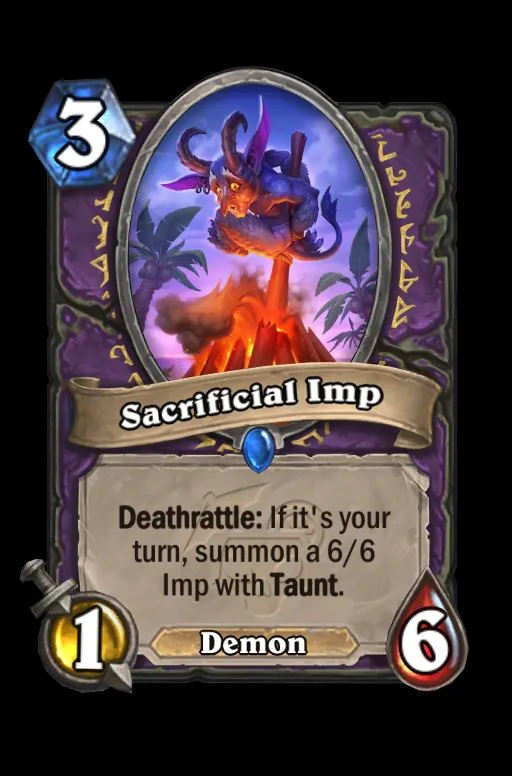 3
Sacrificial Imp
Deathrattle: If it's your
turn, summon a 6/6
Imp with Taunt.
1
Demon
6